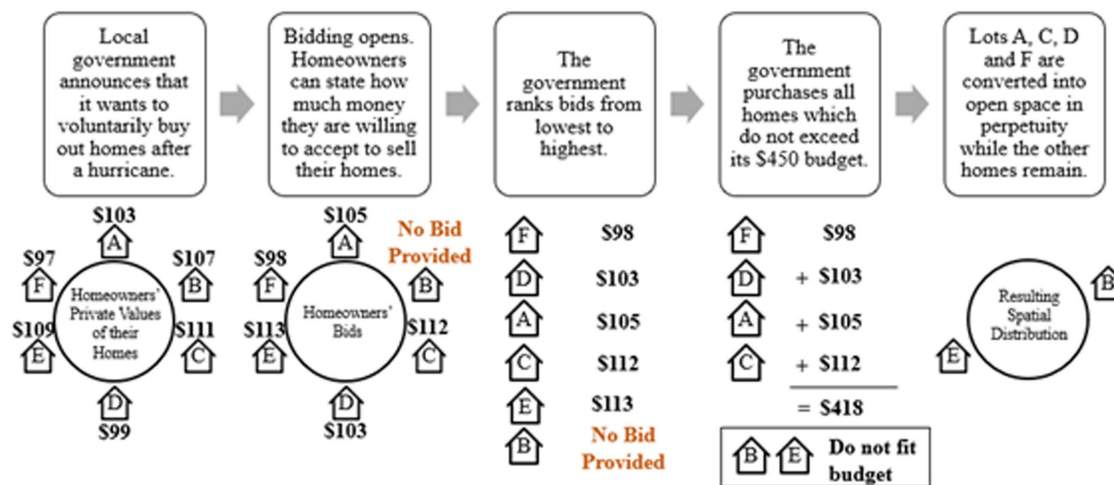 Local
government
announces that
it wants to
voluntarily buy
out homes after
a hurricane.
Bidding opens.
Homeowners
can state how
much money
they are willing
to accept to sell
their homes.
The
government
ranks bids from
lowest to
highest.
The
government
purchases all
homes which
do not exceed
its $450 budget.
Lots A, C, D
and F are
converted into
open space in
perpetuity
while the other
homes remain.
$103
A
$97
F
$107
B
Homeowners'
Private Values
of their
Homes
$109
E
$111
C
D
$99
$105
A
No Bid
Provided
$98
F
B
Homeowners'
Bids
$113
E
$112
C
D
$103
F $98
D $103
A $105
C $112
E $113
B No Bid
Provided
F $98
D + $103
A + $105
C + $112
= $418
B E Do not fit
budget
B
Resulting
Spatial
Distribution
E